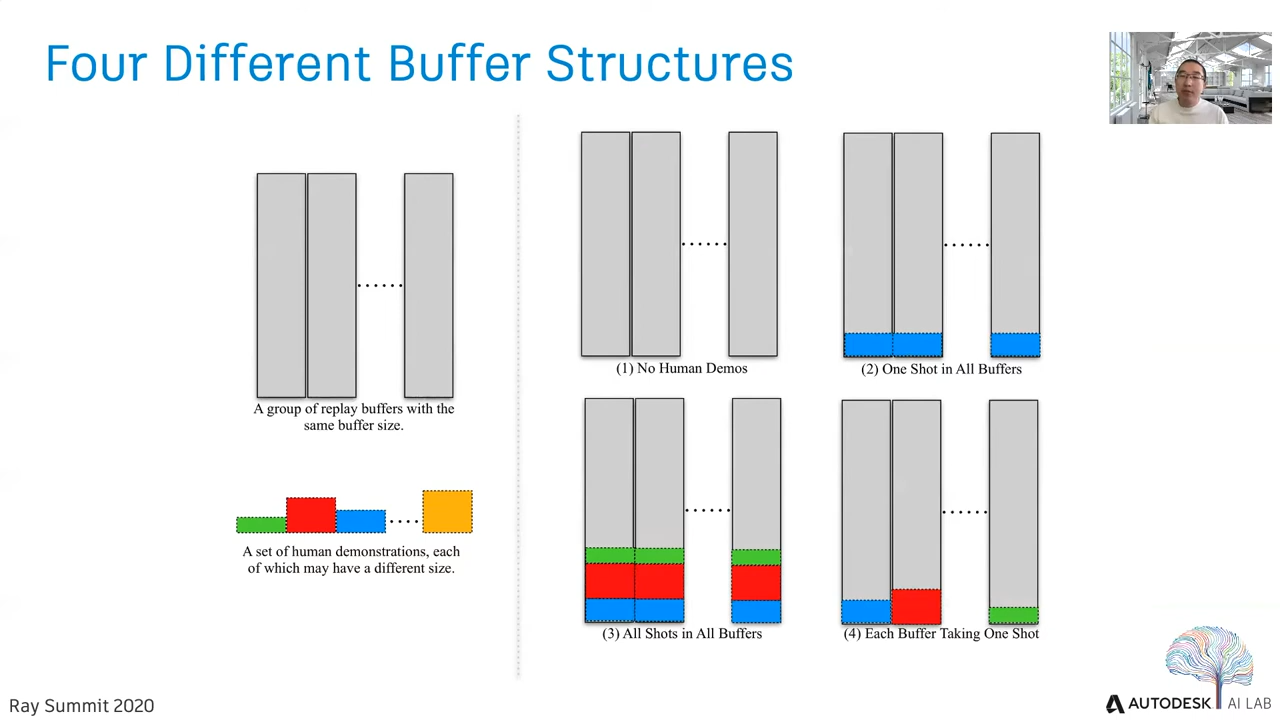 Four Different Buffer Structures
A group of replay buffers with the
same buffer size.
A set of human demonstrations, each
of which may have a different size.
(1) No Human Demos
(2) One Shot in All Buffers
(3) All Shots in All Buffers
(4) Each Buffer Taking One Shot
Ray Summit 2020
AUTODESK AI LAB